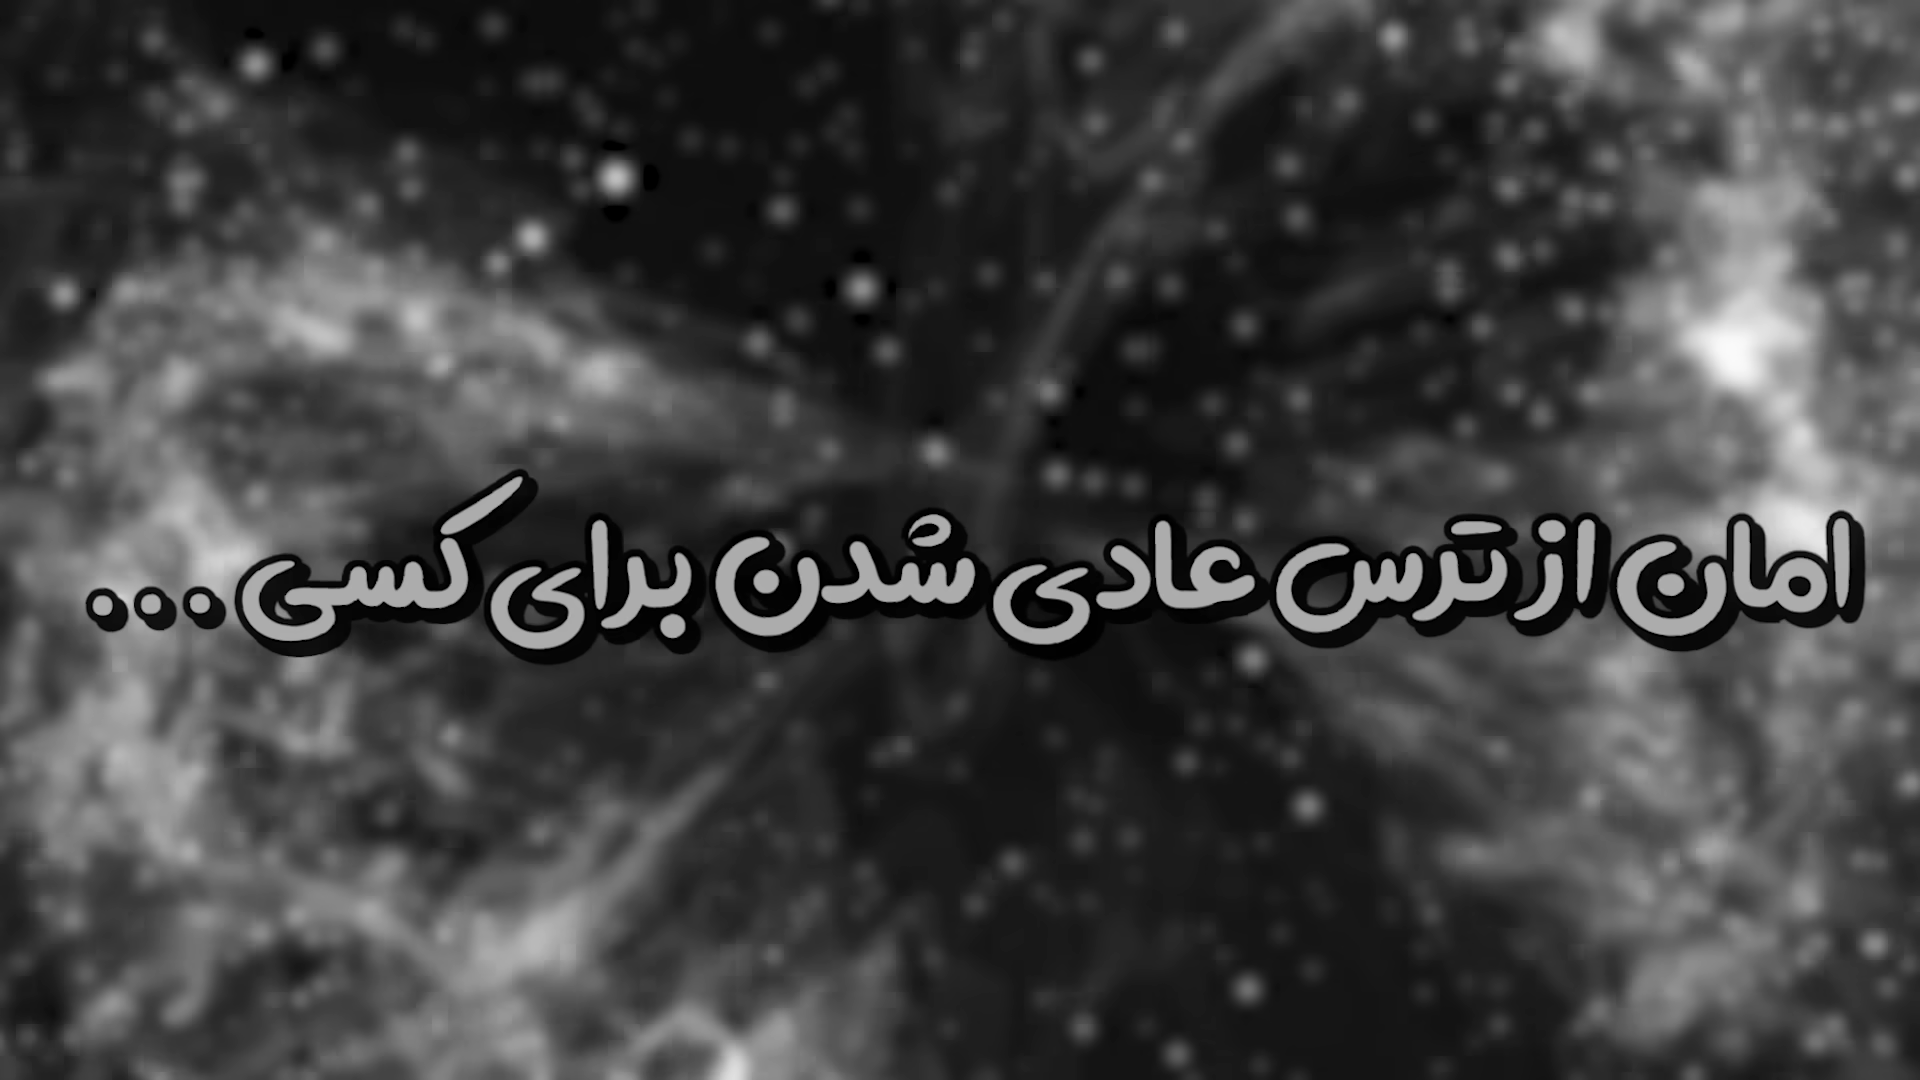 امان از ترس عادی شدن برای کسی ...